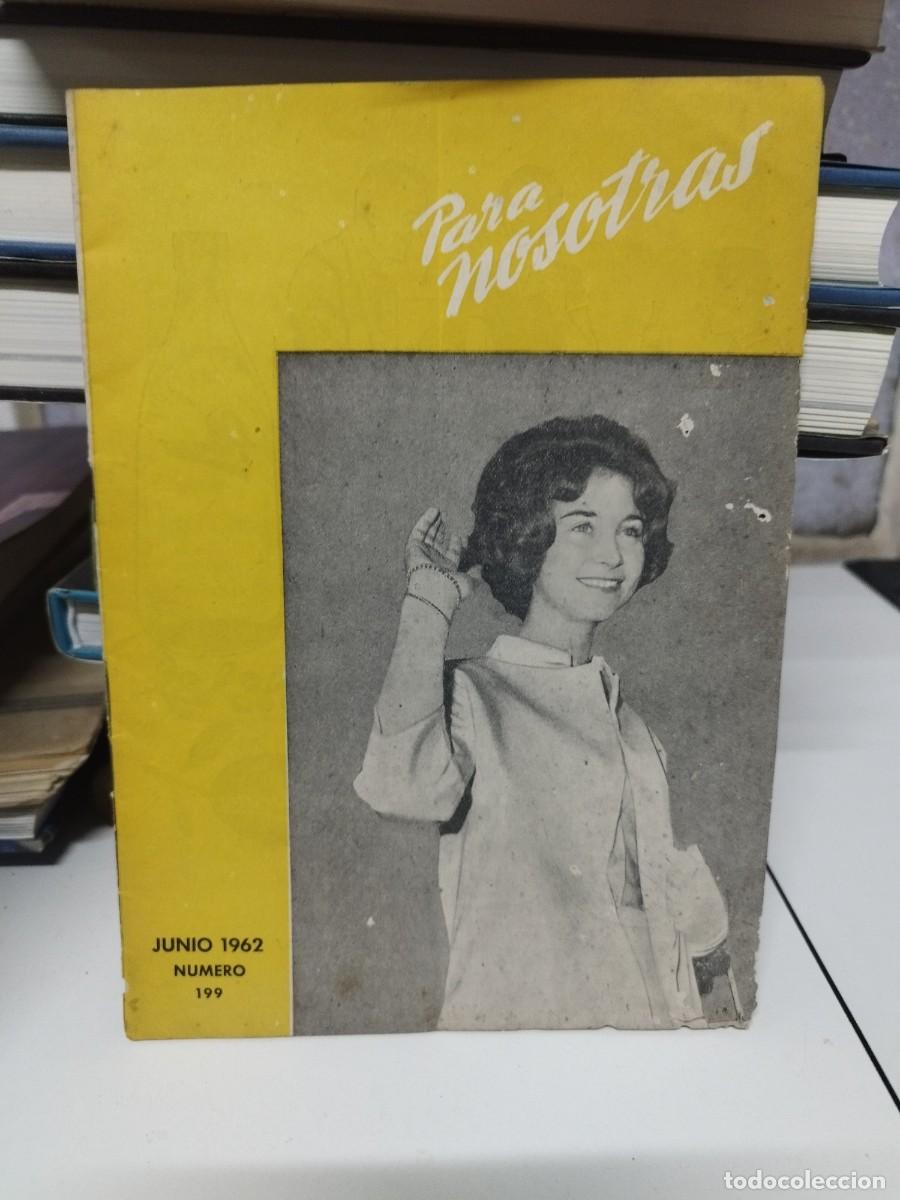 Para
nosotras
JUNIO 1962
NUMERO
199
todocoleccion